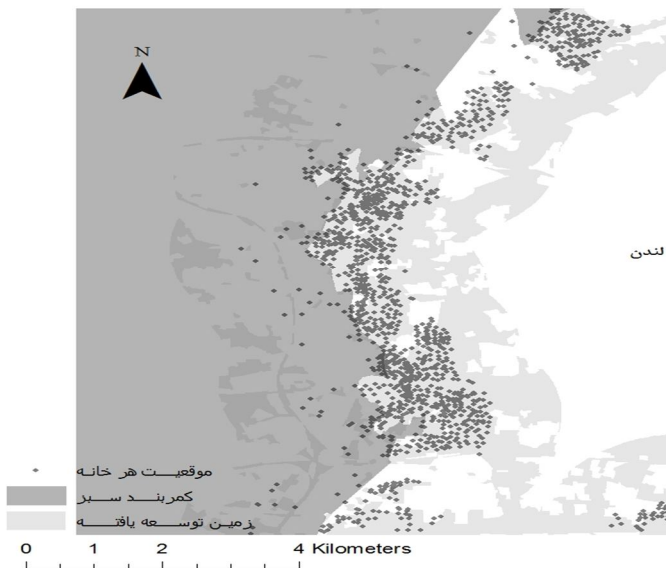 N
لندن
موقعیت هر خانه
کمربند سبز
زمین توسعه یافته
0 1 2 4 Kilometers